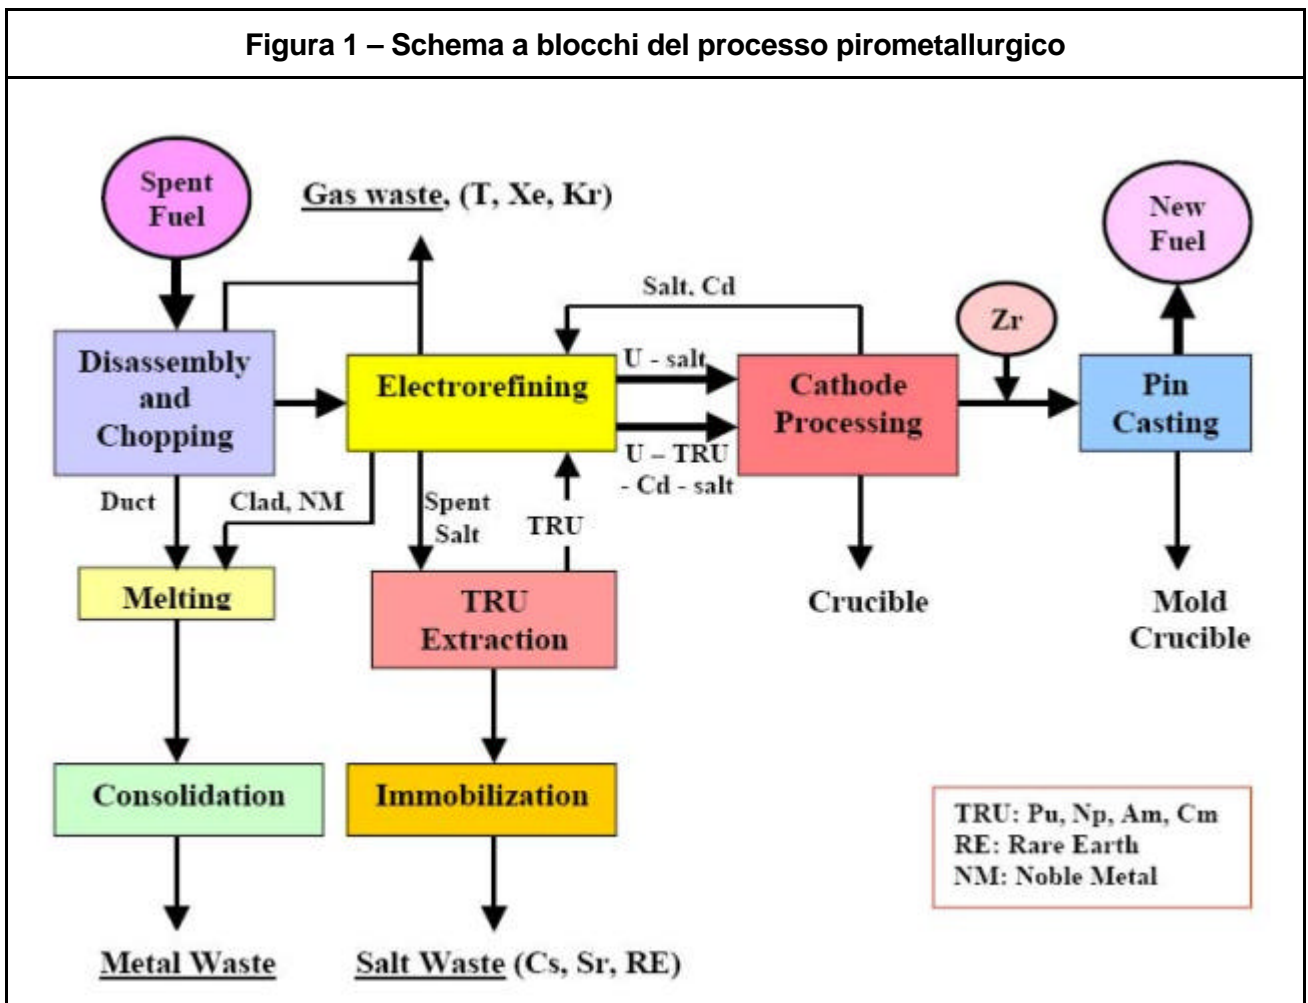 Figura 1 – Schema a blocchi del processo pirometallurgico
Spent
Fuel
Gas waste, (T, Xe, Kr)
New
Fuel
Salt, Cd
Zr
Disassembly
and
Chopping
Electrorefining
U - salt
U – TRU
- Cd - salt
Cathode
Processing
Pin
Casting
Duct
Clad, NM
Spent
Salt
TRU
Melting
TRU
Extraction
Crucible
Mold
Crucible
Consolidation
Immobilization
TRU: Pu, Np, Am, Cm
RE: Rare Earth
NM: Noble Metal
Metal Waste
Salt Waste (Cs, Sr, RE)